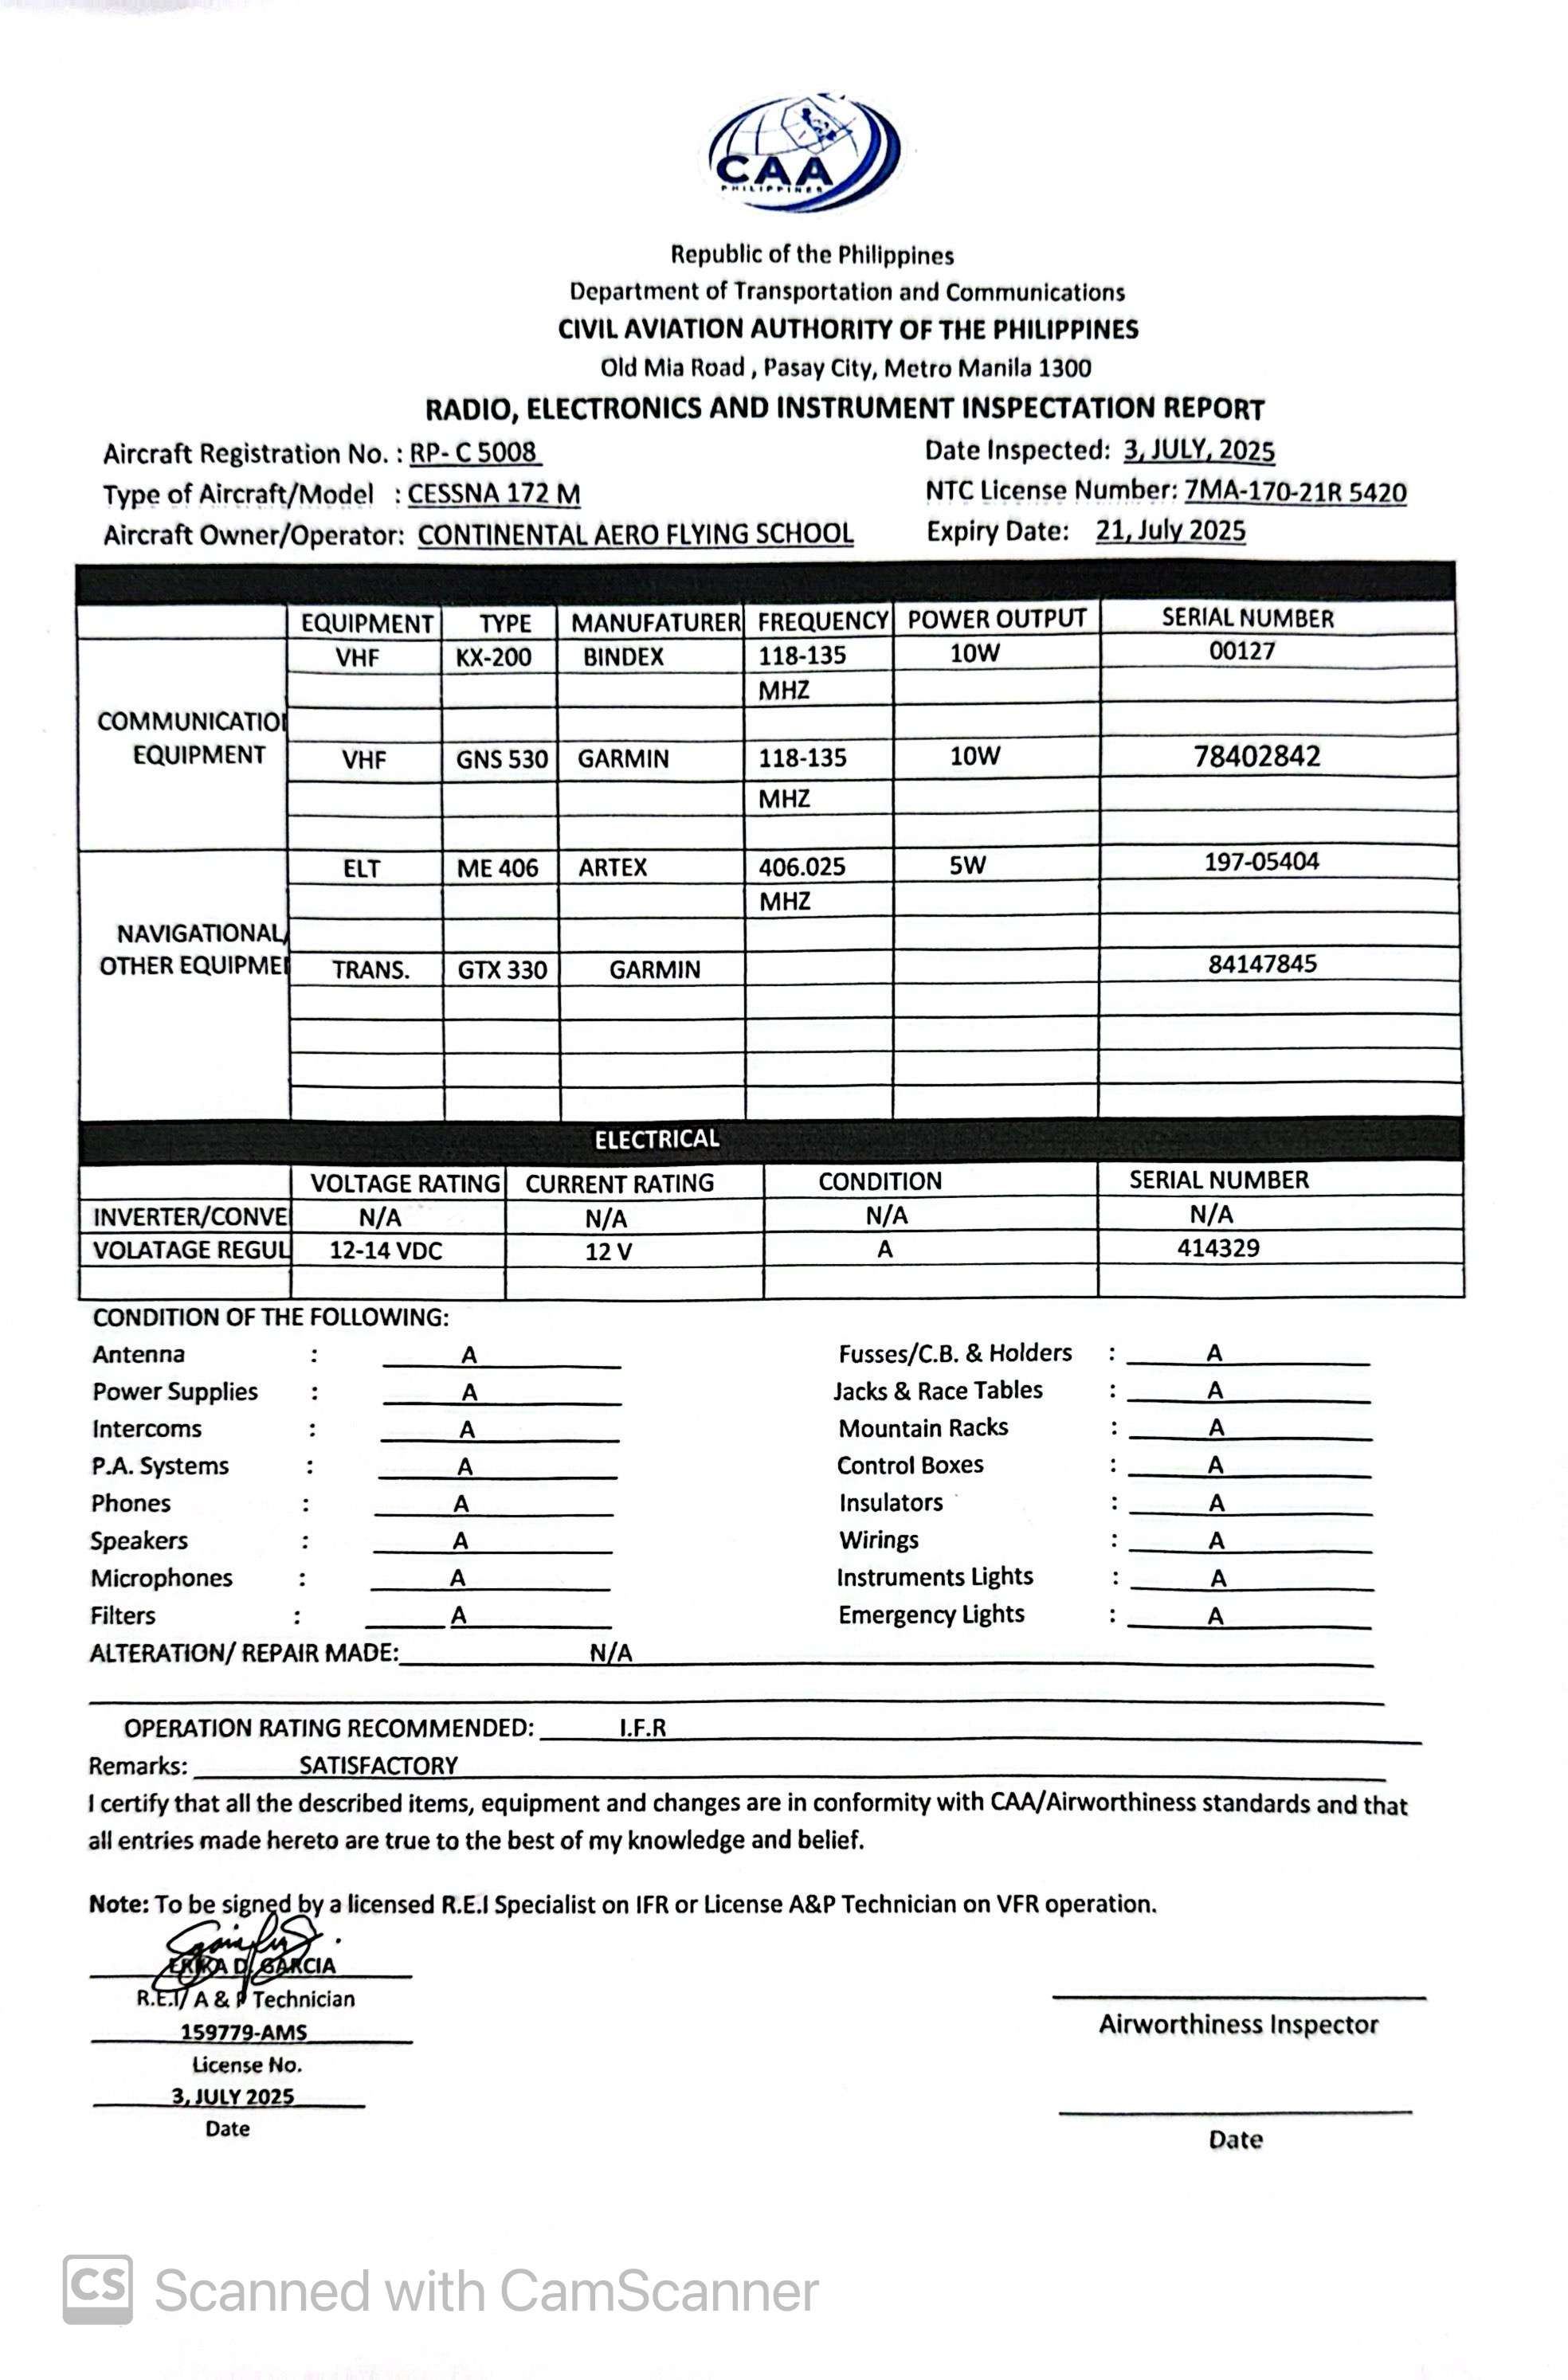 CAA
PHILIPPINES
Republic of the Philippines
Department of Transportation and Communications
CIVIL AVIATION AUTHORITY OF THE PHILIPPINES
Old Mia Road , Pasay City, Metro Manila 1300
RADIO, ELECTRONICS AND INSTRUMENT INSPECTATION REPORT
Aircraft Registration No. : RP- C 5008 Date Inspected: 3, JULY, 2025
Type of Aircraft/Model : CESSNA 172 M NTC License Number: 7MA-170-21R 5420
Aircraft Owner/Operator: CONTINENTAL AERO FLYING SCHOOL Expiry Date: 21, July 2025
EQUIPMENT TYPE MANUFATURER FREQUENCY POWER OUTPUT SERIAL NUMBER
VHF KX-200 BINDEX 118-135 10W 00127
MHZ
COMMUNICATIO
EQUIPMENT VHF GNS 530 GARMIN 118-135 10W 78402842
MHZ
ELT ME 406 ARTEX 406.025 5W 197-05404
MHZ
NAVIGATIONAL/
OTHER EQUIPME TRANS. GTX 330 GARMIN 84147845
ELECTRICAL
VOLTAGE RATING CURRENT RATING CONDITION SERIAL NUMBER
INVERTER/CONVE N/A N/A N/A N/A
VOLATAGE REGUL 12-14 VDC 12 V A 414329
CONDITION OF THE FOLLOWING:
Antenna : A Fusses/C.B. & Holders : A
Power Supplies : A Jacks & Race Tables : A
Intercoms : A Mountain Racks : A
P.A. Systems : A Control Boxes : A
Phones : A Insulators : A
Speakers : A Wirings : A
Microphones : A Instruments Lights : A
Filters : A Emergency Lights : A
ALTERATION/ REPAIR MADE: N/A
OPERATION RATING RECOMMENDED: I.F.R
Remarks: SATISFACTORY
I certify that all the described items, equipment and changes are in conformity with CAA/Airworthiness standards and that
all entries made hereto are true to the best of my knowledge and belief.
Note: To be signed by a licensed R.E.I Specialist on IFR or License A&P Technician on VFR operation.
ERIKA D. GARCIA
R.E.I/ A & P Technician
159779-AMS Airworthiness Inspector
License No.
3, JULY 2025
Date Date
CS Scanned with CamScanner